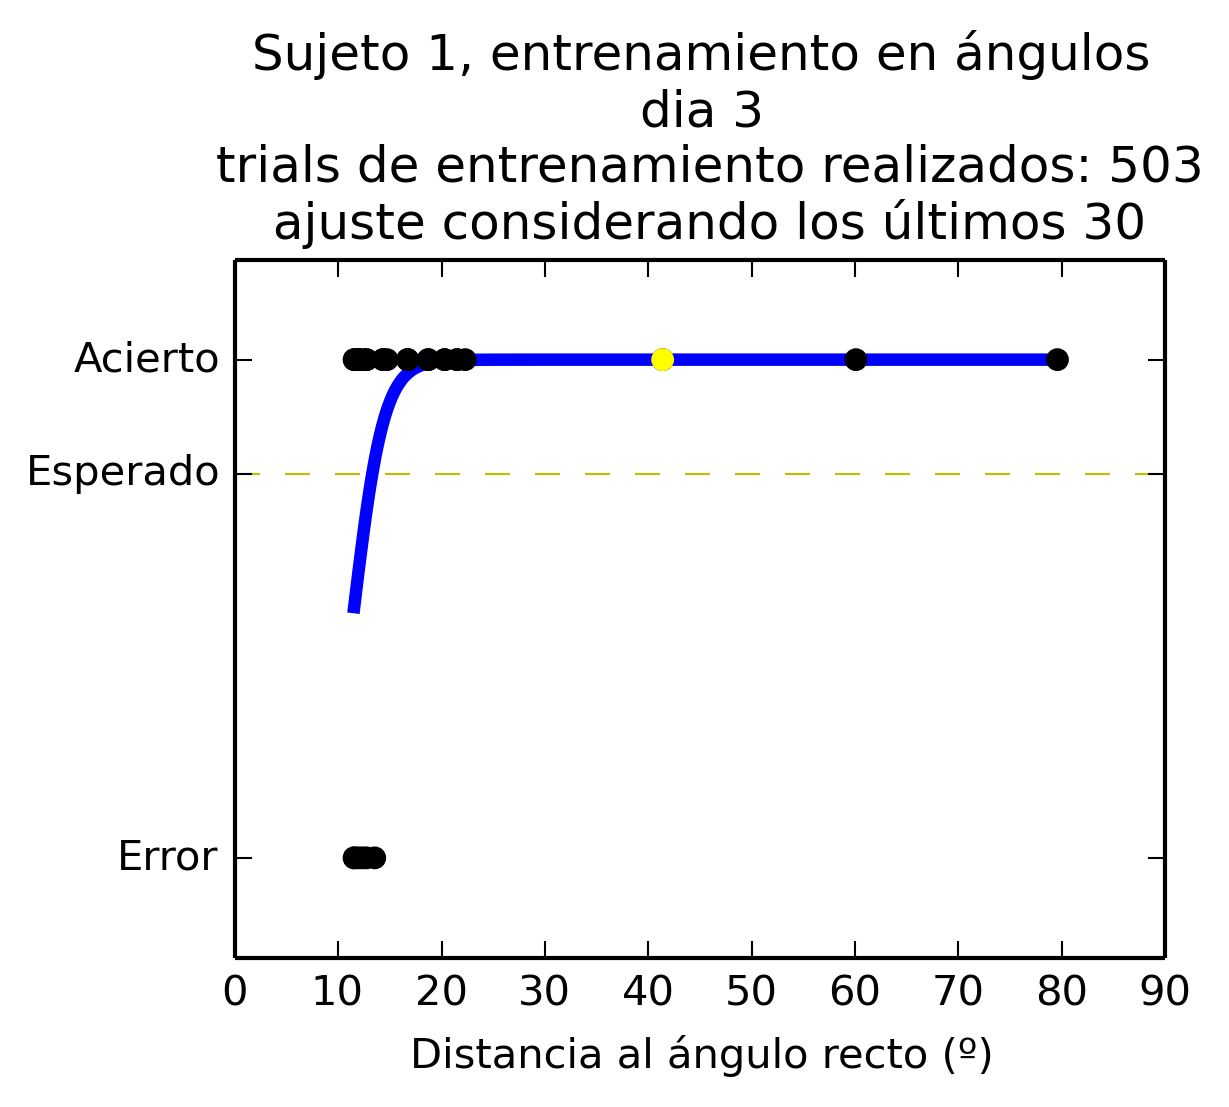 Sujeto 1, entrenamiento en ángulos
dia 3
trials de entrenamiento realizados: 503
ajuste considerando los últimos 30
Acierto
Esperado
Error
0 10 20 30 40 50 60 70 80 90
Distancia al ángulo recto (º)